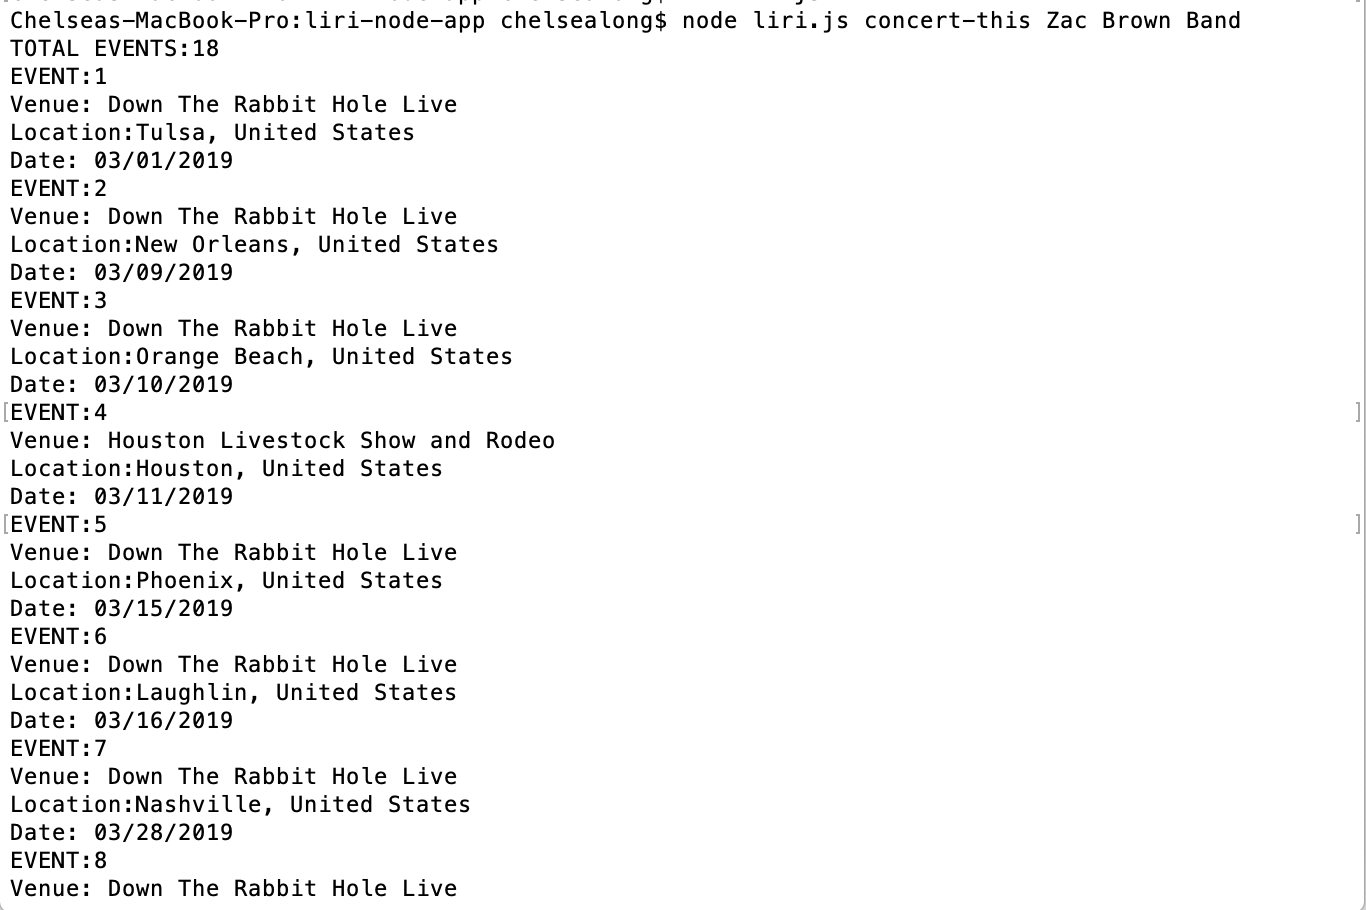 Chelseas-MacBook-Pro:liri-node-app chelsealong$ node liri.js concert-this Zac Brown Band
TOTAL EVENTS:18
EVENT:1
Venue: Down The Rabbit Hole Live
Location:Tulsa, United States
Date: 03/01/2019
EVENT:2
Venue: Down The Rabbit Hole Live
Location:New Orleans, United States
Date: 03/09/2019
EVENT:3
Venue: Down The Rabbit Hole Live
Location:Orange Beach, United States
Date: 03/10/2019
[EVENT:4 ]
Venue: Houston Livestock Show and Rodeo
Location:Houston, United States
Date: 03/11/2019
[EVENT:5 ]
Venue: Down The Rabbit Hole Live
Location:Phoenix, United States
Date: 03/15/2019
EVENT:6
Venue: Down The Rabbit Hole Live
Location:Laughlin, United States
Date: 03/16/2019
EVENT:7
Venue: Down The Rabbit Hole Live
Location:Nashville, United States
Date: 03/28/2019
EVENT:8
Venue: Down The Rabbit Hole Live